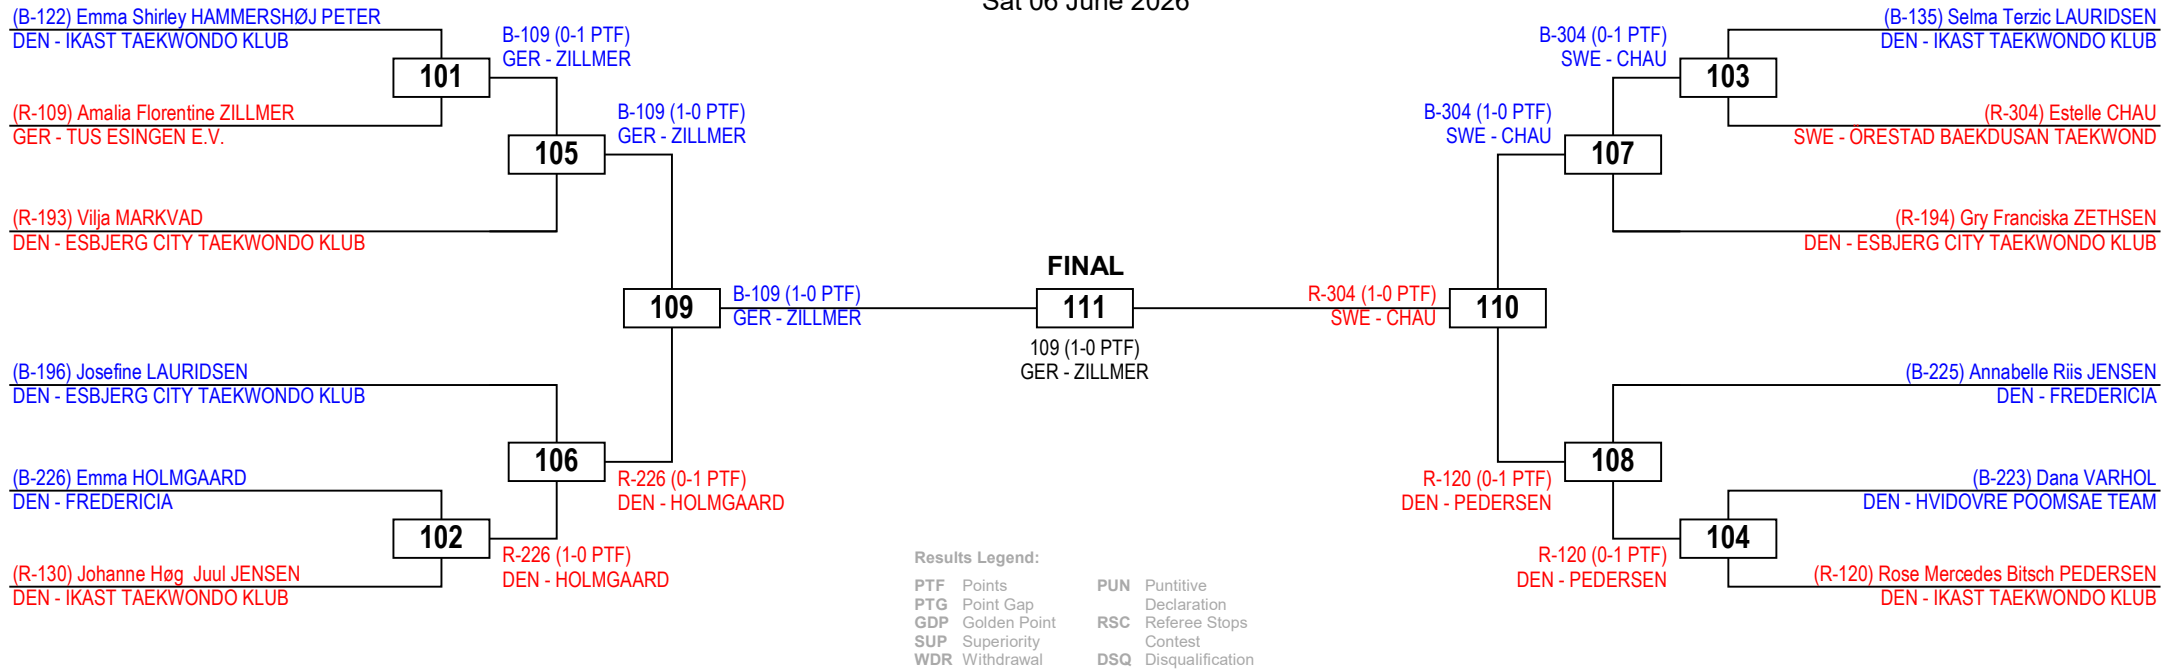 Sat 06 June 2026
(B-122) Emma Shirley HAMMERSHØJ PETER
DEN - IKAST TAEKWONDO KLUB
B-109 (0-1 PTF)
GER - ZILLMER
101
(R-109) Amalia Florentine ZILLMER
GER - TUS ESINGEN E.V.
B-109 (1-0 PTF)
GER - ZILLMER
105
(R-193) Vilja MARKVAD
DEN - ESBJERG CITY TAEKWONDO KLUB
109
B-109 (1-0 PTF)
GER - ZILLMER
(B-196) Josefine LAURIDSEN
DEN - ESBJERG CITY TAEKWONDO KLUB
106
R-226 (0-1 PTF)
DEN - HOLMGAARD
(B-226) Emma HOLMGAARD
DEN - FREDERICIA
102
R-226 (1-0 PTF)
DEN - HOLMGAARD
(R-130) Johanne Høg  Juul JENSEN
DEN - IKAST TAEKWONDO KLUB
FINAL
111
109 (1-0 PTF)
GER - ZILLMER
(B-135) Selma Terzic LAURIDSEN
DEN - IKAST TAEKWONDO KLUB
B-304 (0-1 PTF)
SWE - CHAU
103
(R-304) Estelle CHAU
SWE - ÖRESTAD BAEKDUSAN TAEKWOND
B-304 (1-0 PTF)
SWE - CHAU
107
(R-194) Gry Franciska ZETHSEN
DEN - ESBJERG CITY TAEKWONDO KLUB
R-304 (1-0 PTF)
SWE - CHAU
110
(B-225) Annabelle Riis JENSEN
DEN - FREDERICIA
108
R-120 (0-1 PTF)
DEN - PEDERSEN
(B-223) Dana VARHOL
DEN - HVIDOVRE POOMSAE TEAM
104
R-120 (0-1 PTF)
DEN - PEDERSEN
(R-120) Rose Mercedes Bitsch PEDERSEN
DEN - IKAST TAEKWONDO KLUB
Results Legend:
PTF Points
PTG Point Gap
GDP Golden Point
SUP Superiority
WDR Withdrawal
PUN Puntitive
Declaration
RSC Referee Stops
Contest
DSQ Disqualification